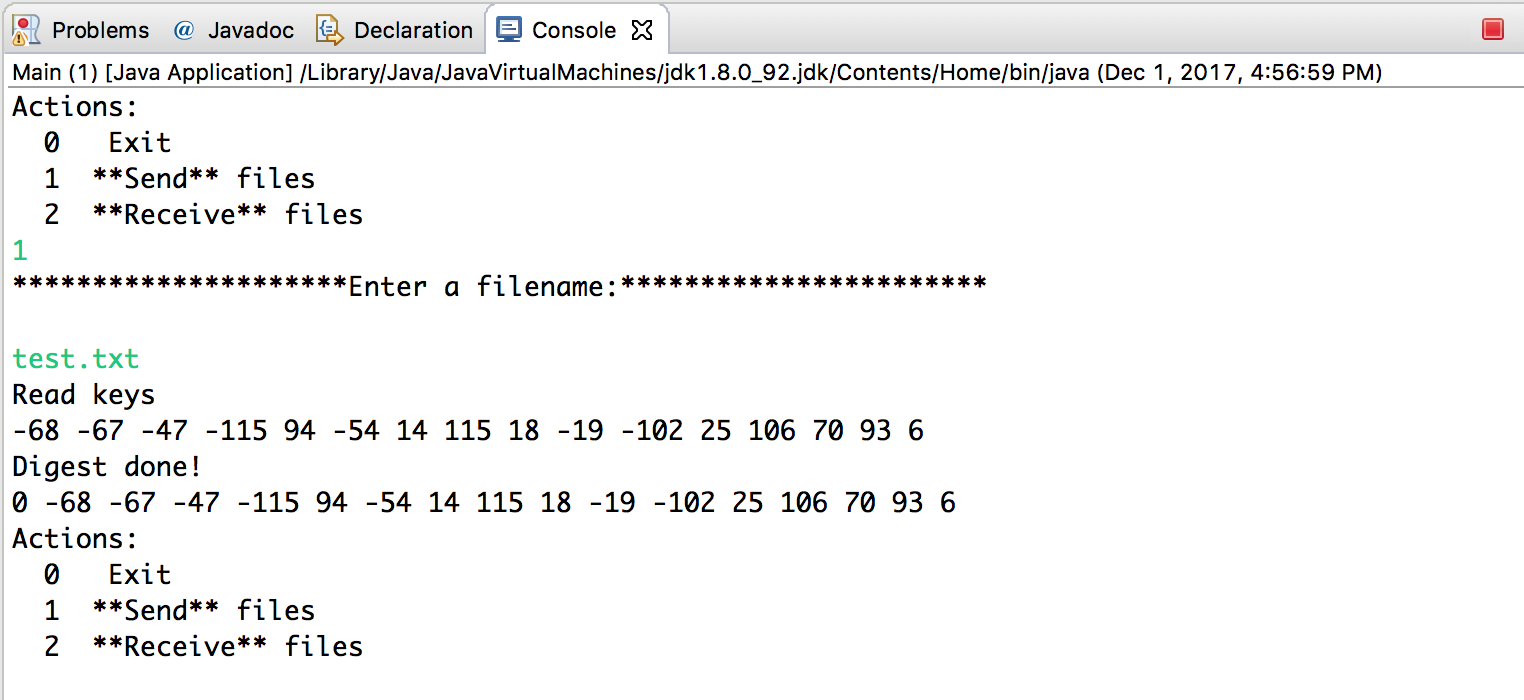 Problems @ Javadoc Declaration Console
Main (1) [Java Application] /Library/Java/JavaVirtualMachines/jdk1.8.0_92.jdk/Contents/Home/bin/java (Dec 1, 2017, 4:56:59 PM)
Actions:
  0   Exit
  1  **Send** files
  2  **Receive** files
1
*********************Enter a filename:***********************
test.txt
Read keys
-68 -67 -47 -115 94 -54 14 115 18 -19 -102 25 106 70 93 6
Digest done!
0 -68 -67 -47 -115 94 -54 14 115 18 -19 -102 25 106 70 93 6
Actions:
  0   Exit
  1  **Send** files
  2  **Receive** files